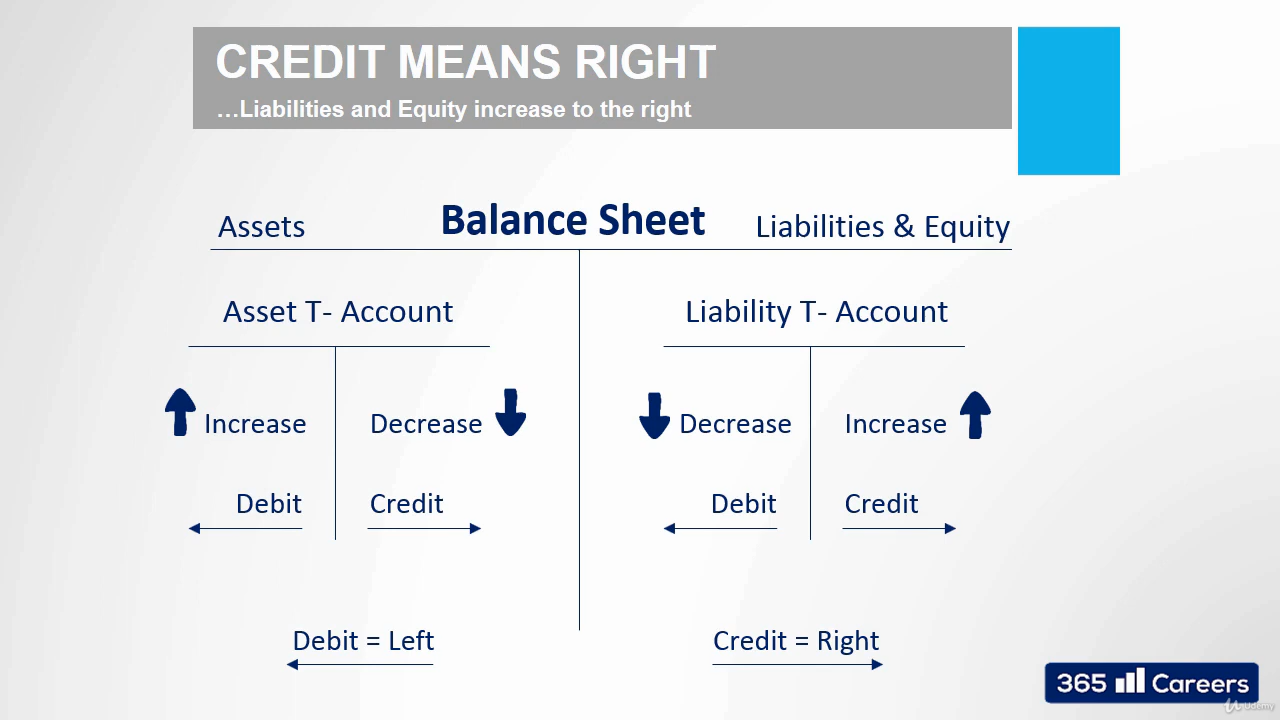 CREDIT MEANS RIGHT
...Liabilities and Equity increase to the right
Assets
Balance Sheet
Liabilities & Equity
Asset T- Account
Liability T- Account
Increase
Decrease
Decrease
Increase
Debit
Credit
Debit
Credit
Debit = Left
Credit = Right
365 Careers
Udemy